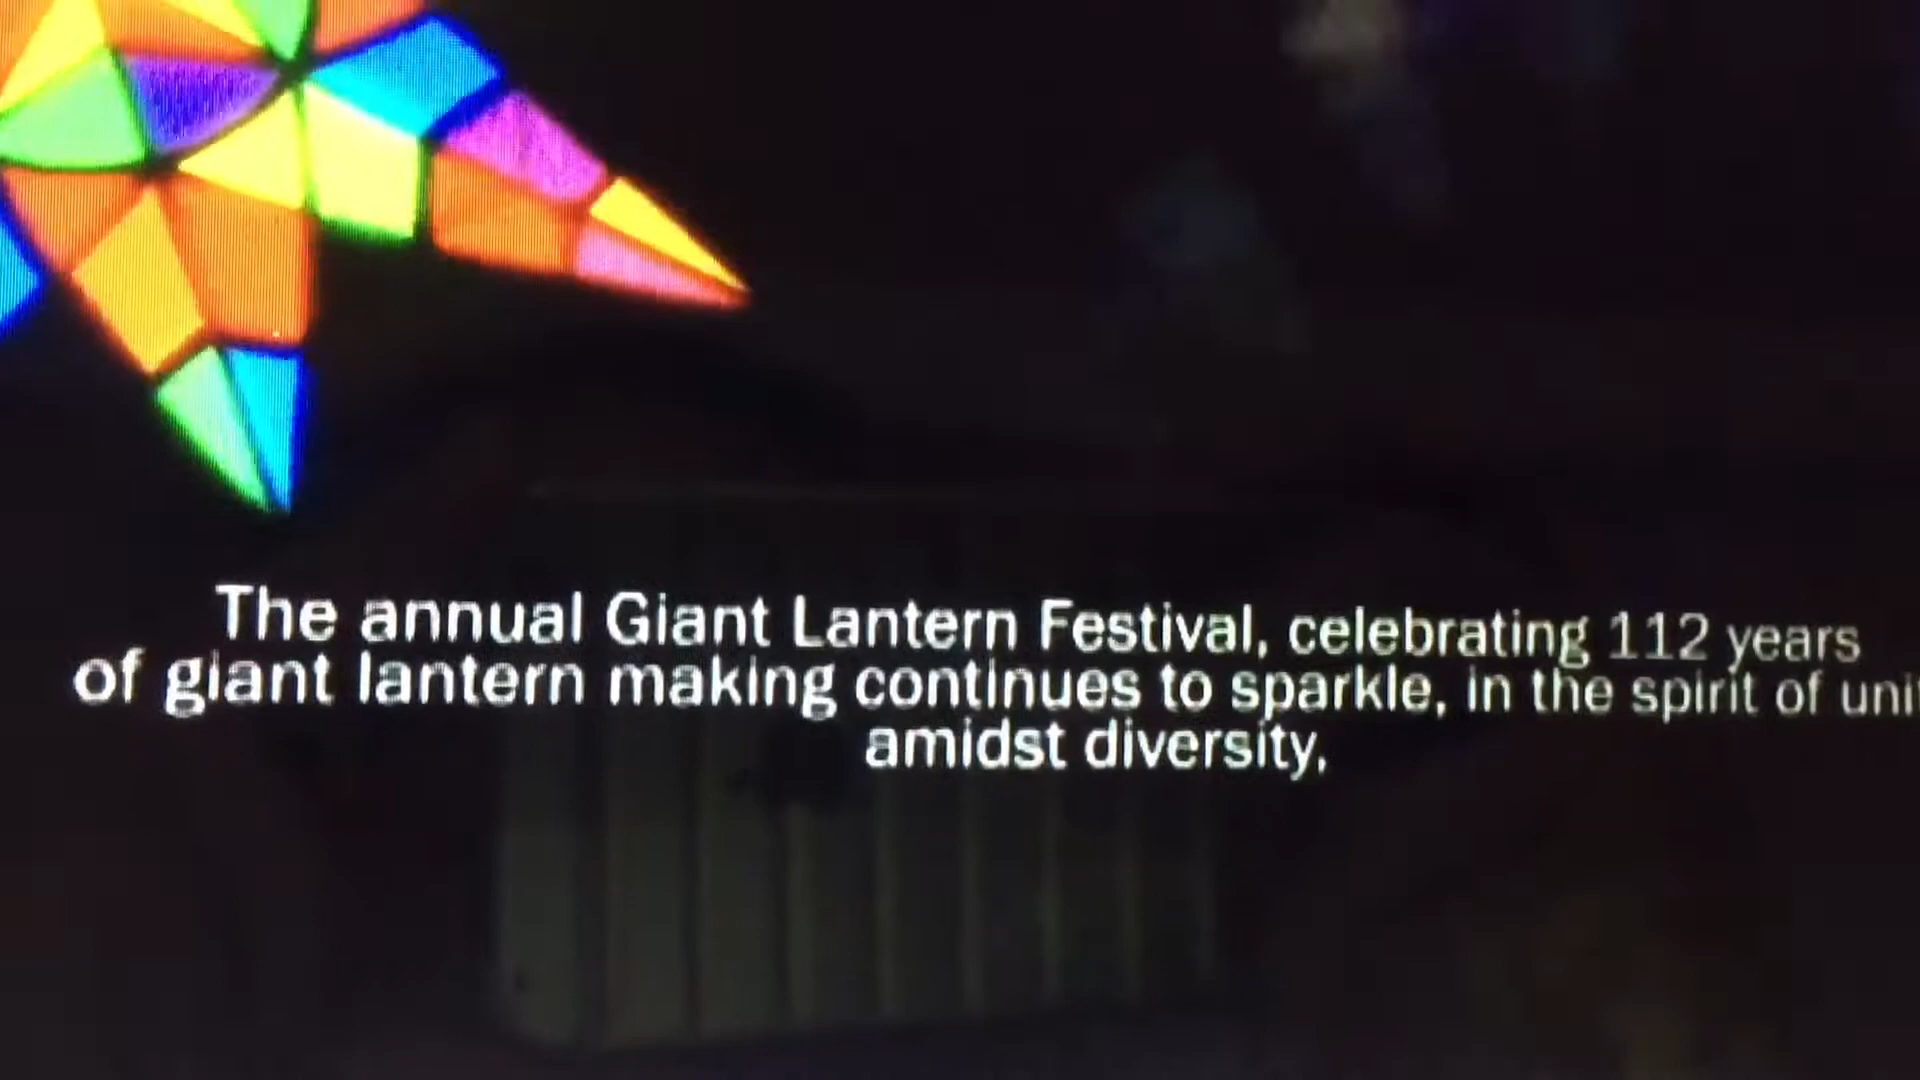 The annual Giant Lantern Festival, celebrating 112 years
of giant lantern making continues to sparkle, in the spirit of uni
amidst diversity,